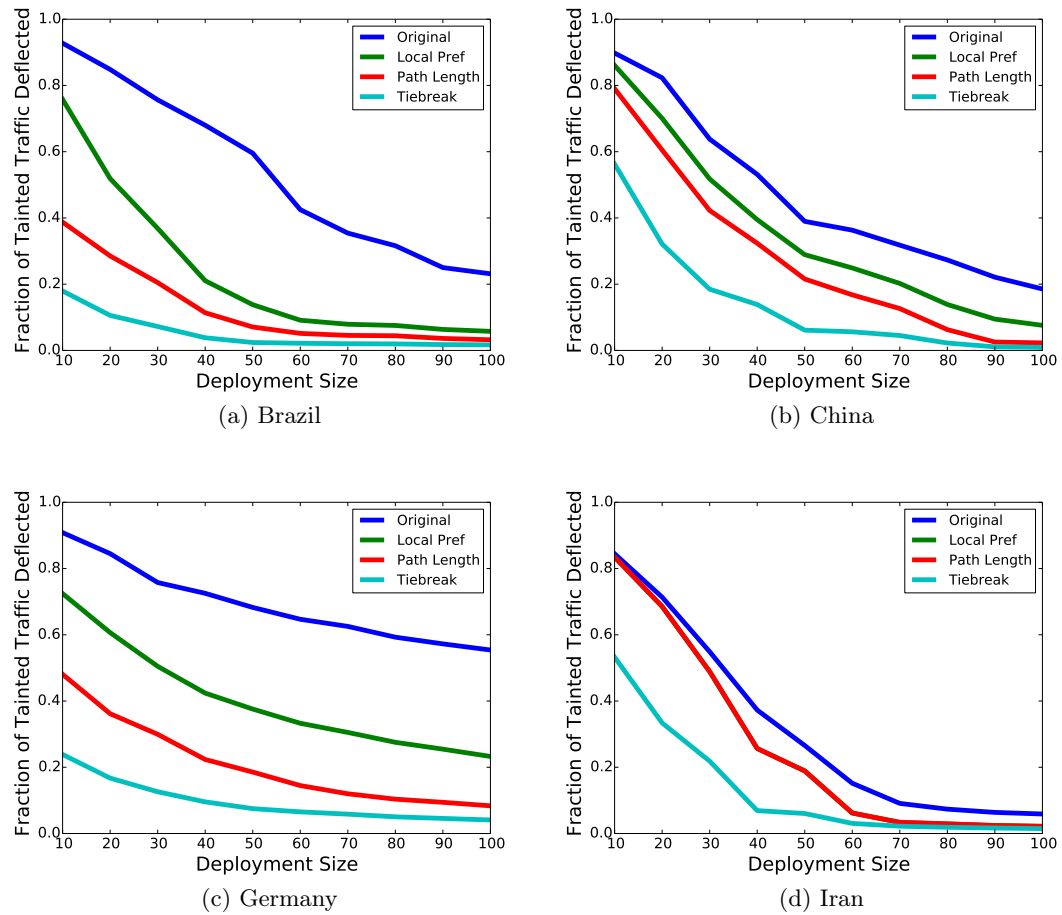 1.0
0.8
0.6
0.4
0.2
0.0
Fraction of Tainted Traffic Deflected
Original
Local Pref
Path Length
Tiebreak
10 20 30 40 50 60 70 80 90 100
Deployment Size
(a) Brazil
1.0
0.8
0.6
0.4
0.2
0.0
Fraction of Tainted Traffic Deflected
Original
Local Pref
Path Length
Tiebreak
10 20 30 40 50 60 70 80 90 100
Deployment Size
(b) China
1.0
0.8
0.6
0.4
0.2
0.0
Fraction of Tainted Traffic Deflected
Original
Local Pref
Path Length
Tiebreak
10 20 30 40 50 60 70 80 90 100
Deployment Size
(c) Germany
1.0
0.8
0.6
0.4
0.2
0.0
Fraction of Tainted Traffic Deflected
Original
Local Pref
Path Length
Tiebreak
10 20 30 40 50 60 70 80 90 100
Deployment Size
(d) Iran